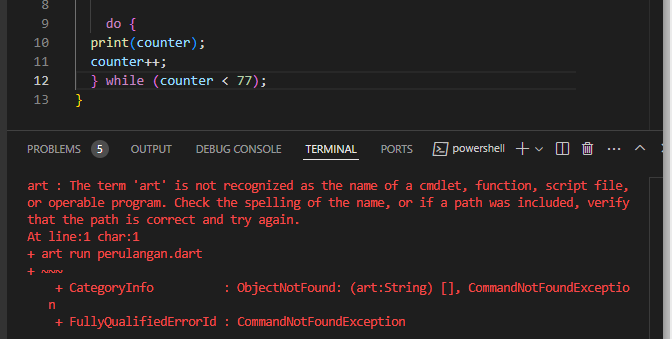 8
9 do {
10 print(counter);
11 counter++;
12 } while (counter < 77);
13 }
PROBLEMS 5 OUTPUT DEBUG CONSOLE TERMINAL PORTS powershell
art : The term 'art' is not recognized as the name of a cmdlet, function, script file,
or operable program. Check the spelling of the name, or if a path was included, verify
that the path is correct and try again.
At line:1 char:1
+ art run perulangan.dart
+ ~~~
+ CategoryInfo : ObjectNotFound: (art:String) [], CommandNotFoundExceptio
n
+ FullyQualifiedErrorId : CommandNotFoundException